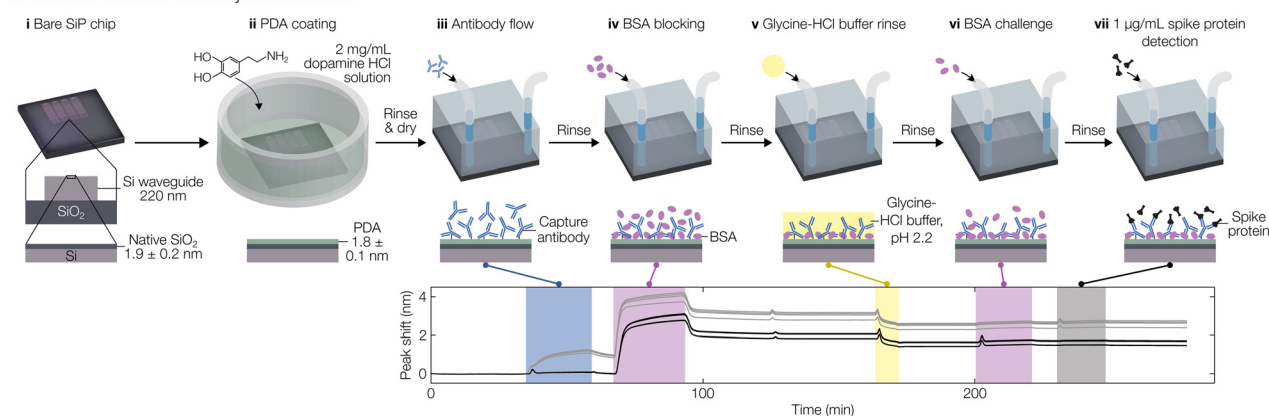 i Bare SiP chip
ii PDA coating
iii Antibody flow
iv BSA blocking
v Glycine-HCl buffer rinse
vi BSA challenge
vii 1 µg/mL spike protein
detection
HO
HO
NH2
2 mg/mL
dopamine HCl
solution
Rinse
& dry
Rinse
Rinse
Rinse
Rinse
Si waveguide
220 nm
SiO2
Native SiO2
1.9 ± 0.2 nm
Si
PDA
1.8 ±
0.1 nm
Capture
antibody
BSA
Glycine-
HCl buffer,
pH 2.2
Spike
protein
Peak shift (nm)
4
2
0
0
100
200
Time (min)